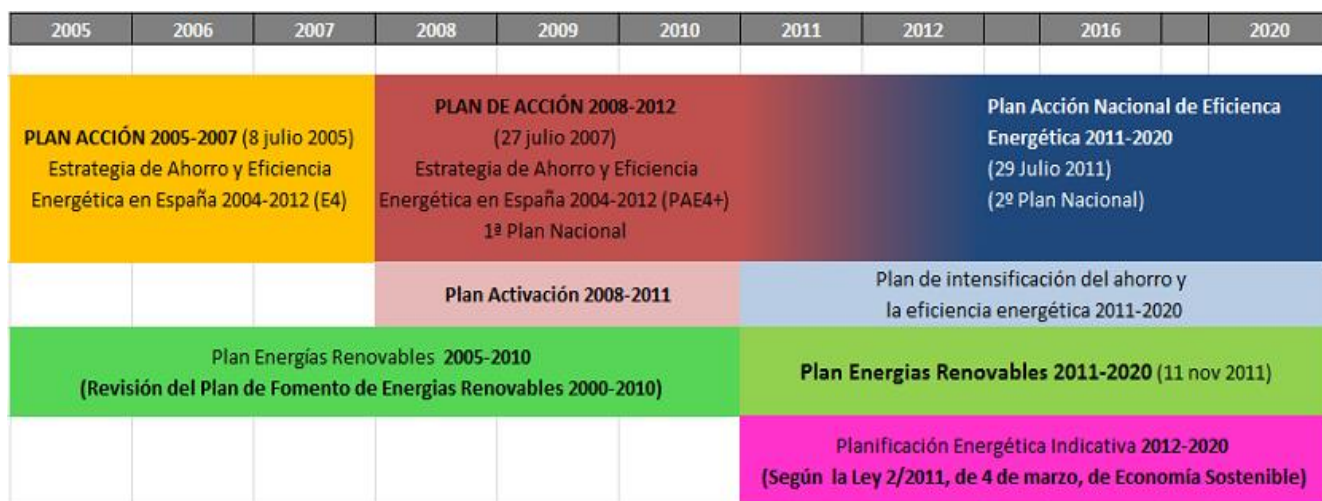 2005 2006 2007 2008 2009 2010 2011 2012 2016 2020
PLAN ACCIÓN 2005-2007 (8 julio 2005)
Estrategia de Ahorro y Eficiencia
Energética en España 2004-2012 (E4)
PLAN DE ACCIÓN 2008-2012
(27 julio 2007)
Estrategia de Ahorro y Eficiencia
Energética en España 2004-2012 (PAE4+)
1ª Plan Nacional
Plan Acción Nacional de Eficienca
Energética 2011-2020
(29 Julio 2011)
(2º Plan Nacional)
Plan Activación 2008-2011
Plan de intensificación del ahorro y
la eficiencia energética 2011-2020
Plan Energías Renovables 2005-2010
(Revisión del Plan de Fomento de Energias Renovables 2000-2010)
Plan Energias Renovables 2011-2020 (11 nov 2011)
Planificación Energética Indicativa 2012-2020
(Según la Ley 2/2011, de 4 de marzo, de Economía Sostenible)